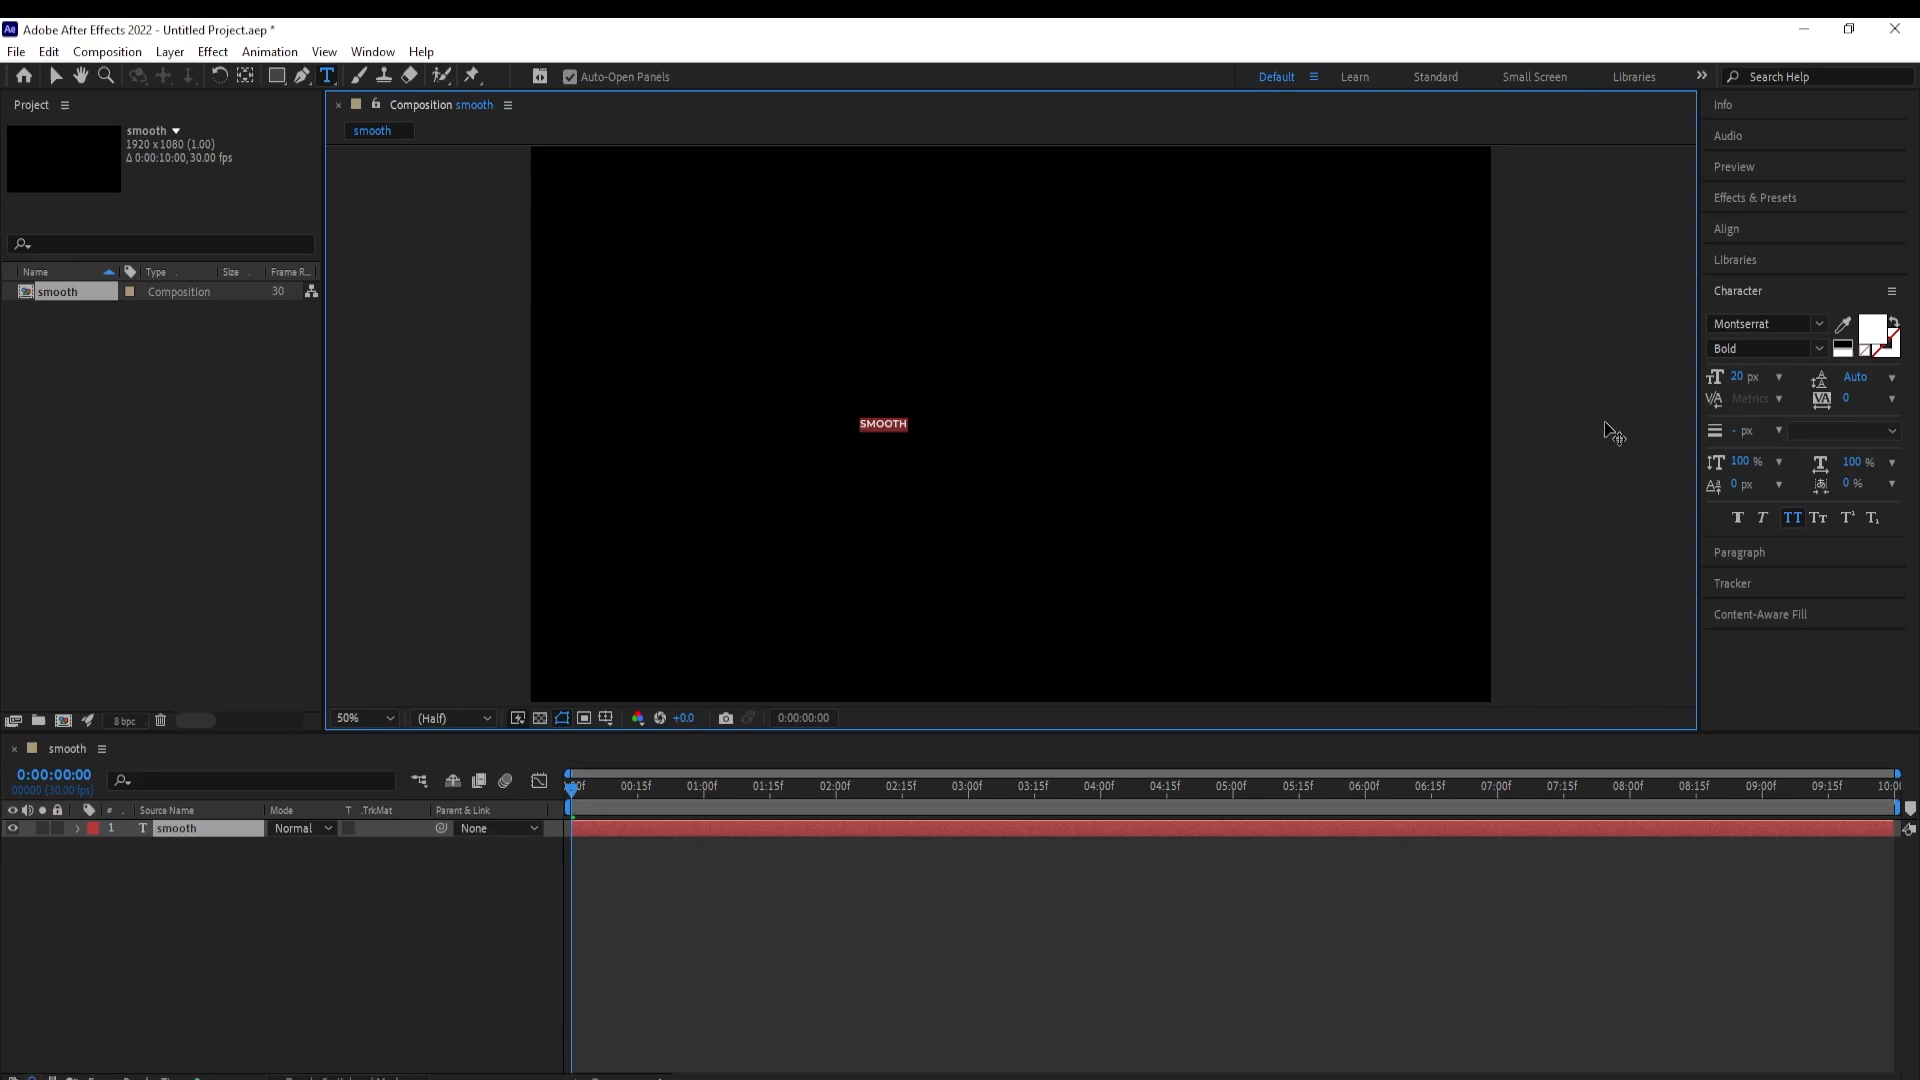 Adobe After Effects 2022 - Untitled Project.aep *
File Edit Composition Layer Effect Animation View Window Help
Auto-Open Panels
Default Learn Standard Small Screen Libraries Search Help
Project
smooth
1920 x 1080 (1.00)
Δ 0:00:10:00, 30.00 fps
Name Type Size Frame R...
smooth Composition 30
8 bpc
Composition smooth
smooth
SMOOTH
50% (Half) +0.0 0:00:00:00
Info
Audio
Preview
Effects & Presets
Align
Libraries
Character
Montserrat
Bold
20 px Auto
Metrics 0
- px
100 % 100 %
0 px 0 %
T T TT Tт T¹ T₁
Paragraph
Tracker
Content-Aware Fill
smooth
0:00:00:00
00000 (30.00 fps)
00:15f 01:00f 01:15f 02:00f 02:15f 03:00f 03:15f 04:00f 04:15f 05:00f 05:15f 06:00f 06:15f 07:00f 07:15f 08:00f 08:15f 09:00f 09:15f 10:0
# Source Name Mode T .TrkMat Parent & Link
1 T smooth Normal None